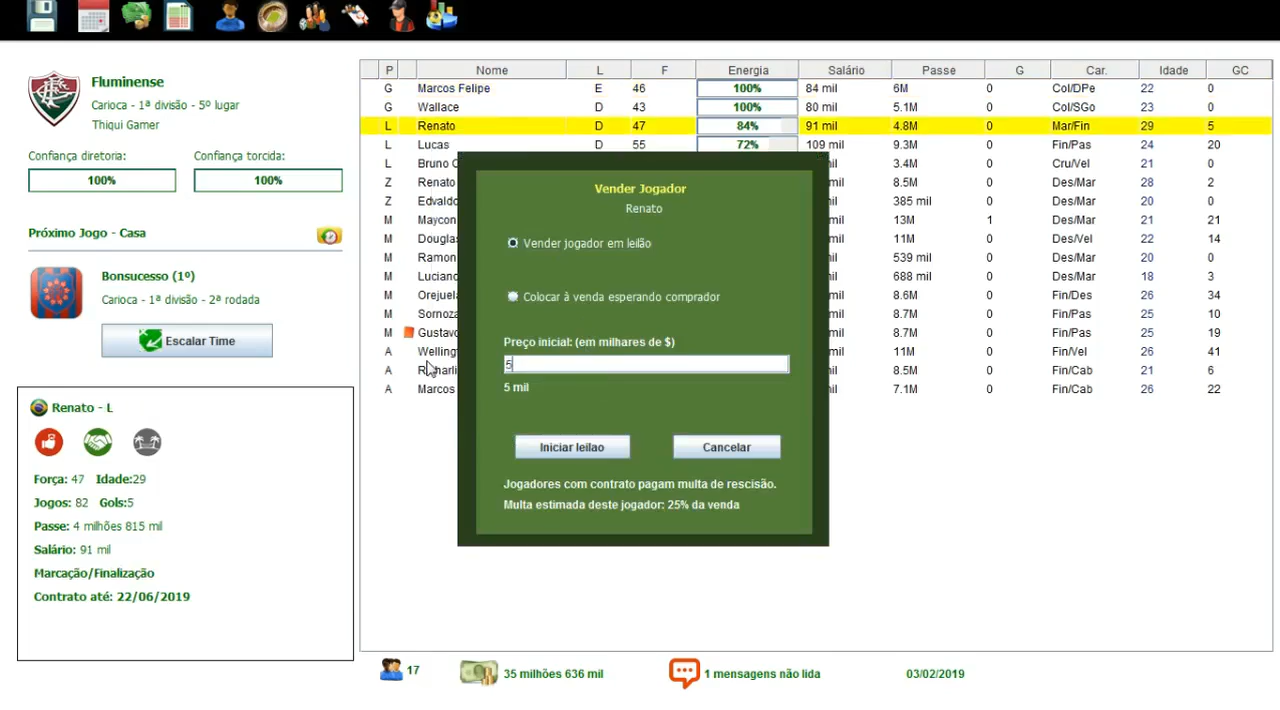 Fluminense
Carioca - 1ª divisão - 5º lugar
Thiqui Gamer
Confiança diretoria: Confiança torcida:
100% 100%
Próximo Jogo - Casa
Bonsucesso (1º)
Carioca - 1ª divisão - 2ª rodada
Escalar Time
Renato - L
Força: 47 Idade:29
Jogos: 82 Gols:5
Passe: 4 milhões 815 mil
Salário: 91 mil
Marcação/Finalização
Contrato até: 22/06/2019
P Nome L F Energia Salário Passe G Car. Idade GC
G Marcos Felipe E 46 100% 84 mil 6M 0 Col/DPe 22 0
G Wallace D 43 100% 80 mil 5.1M 0 Col/SGo 23 0
L Renato D 47 84% 91 mil 4.8M 0 Mar/Fin 29 5
L Lucas D 55 72% 109 mil 9.3M 0 Fin/Pas 24 20
L Bruno mil 3.4M 0 Cru/Vel 21 0
Z Renato mil 8.5M 0 Des/Mar 28 2
Z Edvald mil 385 mil 0 Des/Mar 20 0
M Maycon mil 13M 1 Des/Mar 21 21
M Douglas mil 11M 0 Des/Vel 22 14
M Ramon mil 539 mil 0 Des/Mar 20 0
M Luciano mil 688 mil 0 Des/Mar 18 3
M Orejuela mil 8.6M 0 Fin/Des 26 34
M Sornoz mil 8.7M 0 Fin/Pas 25 10
M Gustavo mil 8.7M 0 Fin/Pas 25 19
A Welling mil 11M 0 Fin/Vel 26 41
A mil 8.5M 0 Fin/Cab 21 6
A Marcos mil 7.1M 0 Fin/Cab 26 22
Vender Jogador
Renato
Vender jogador em leilão
Colocar à venda esperando comprador
Preço inicial: (em milhares de $)
5
5 mil
Iniciar leilao Cancelar
Jogadores com contrato pagam multa de rescisão.
Multa estimada deste jogador: 25% da venda
17 35 milhões 636 mil 1 mensagens não lida 03/02/2019